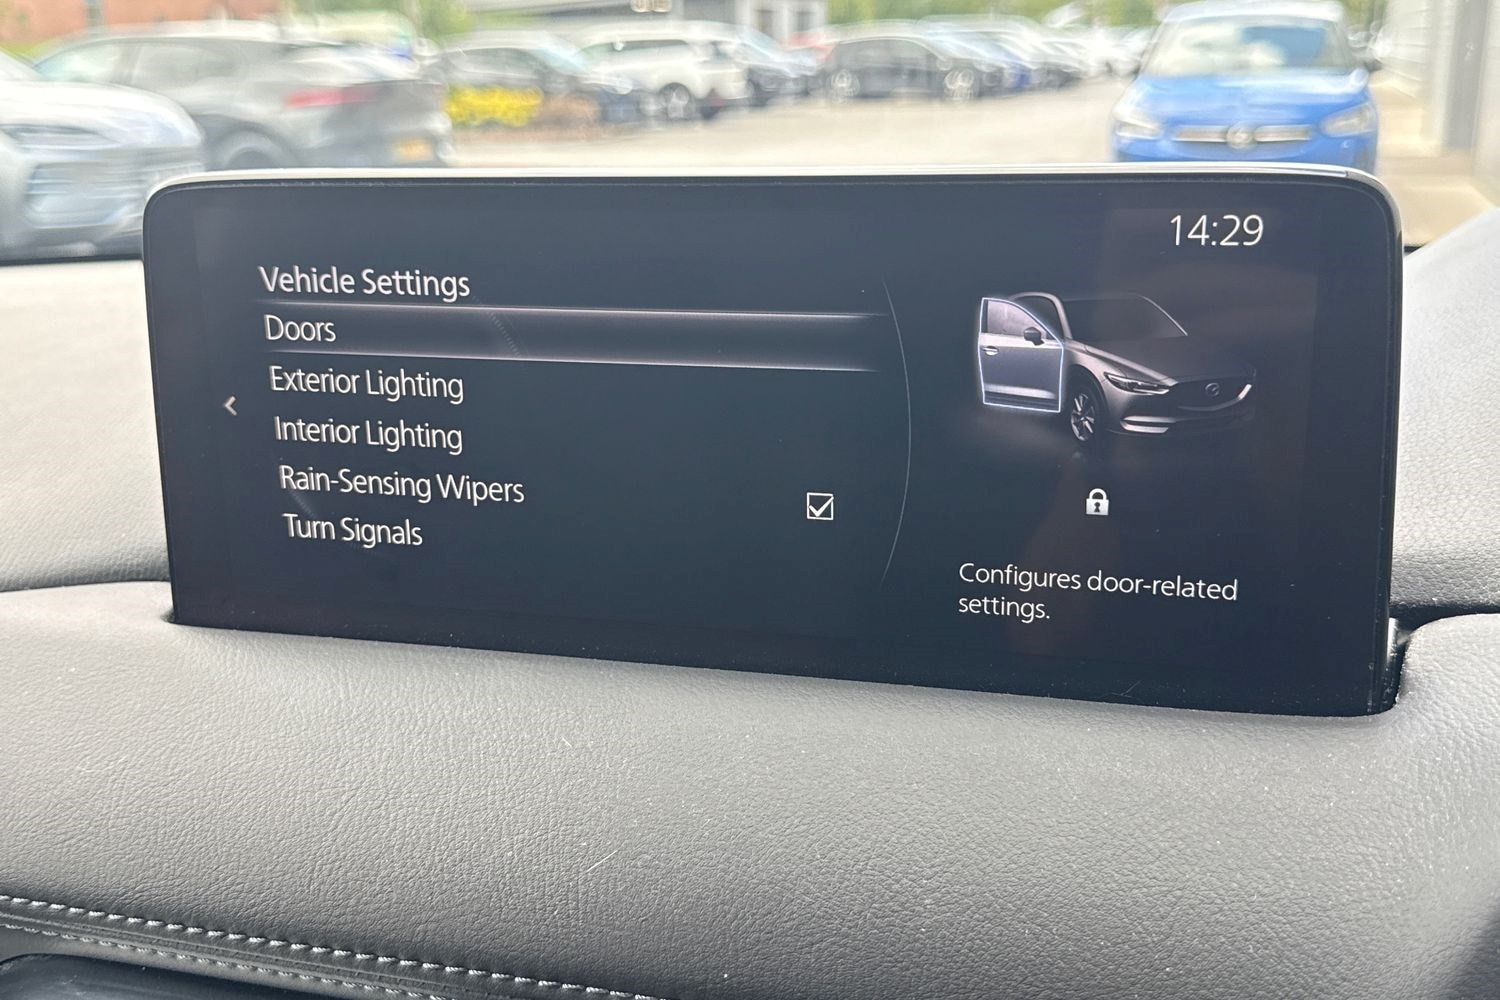 14:29
Vehicle Settings
Doors
Exterior Lighting
Interior Lighting
Rain-Sensing Wipers
Turn Signals
Configures door-related
settings.